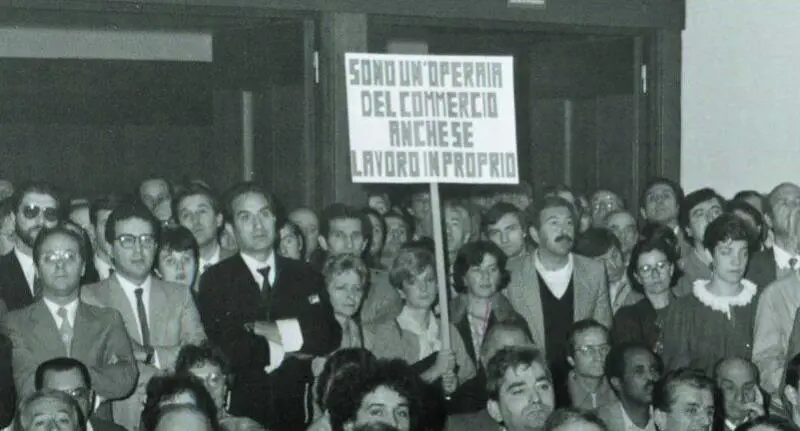 SONO UN'OPERAIA
DEL COMMERCIO
ANCHE SE
LAVORO IN PROPRIO